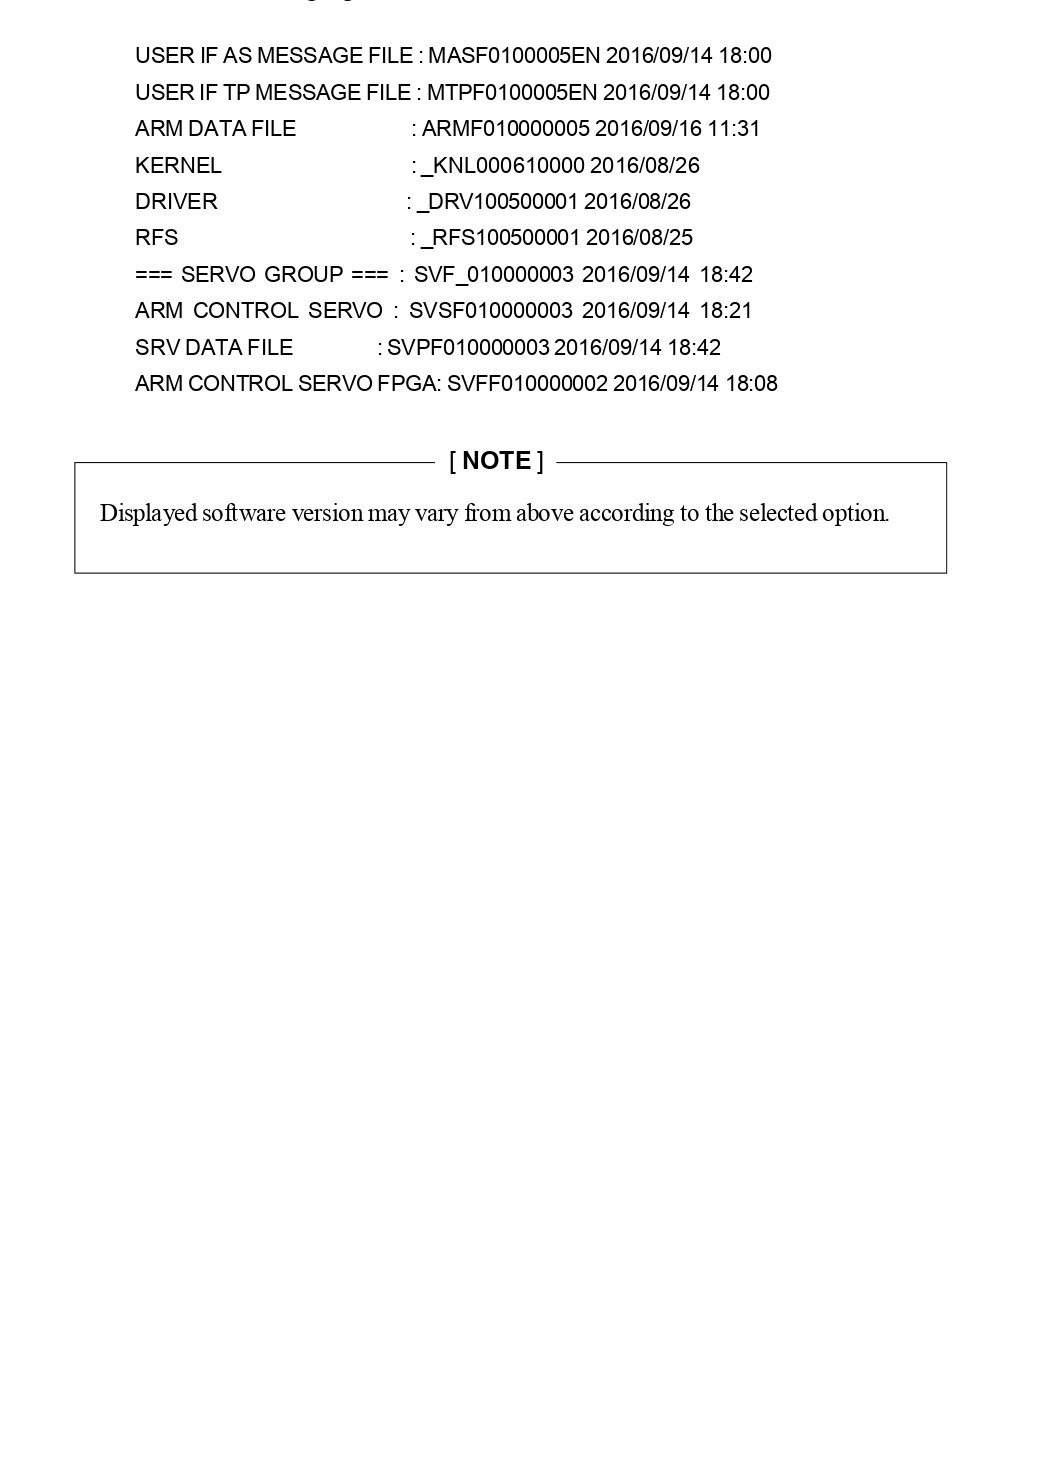 USER IF AS MESSAGE FILE : MASF0100005EN 2016/09/14 18:00
USER IF TP MESSAGE FILE : MTPF0100005EN 2016/09/14 18:00
ARM DATA FILE : ARMF010000005 2016/09/16 11:31
KERNEL : _KNL000610000 2016/08/26
DRIVER : _DRV100500001 2016/08/26
RFS : _RFS100500001 2016/08/25
=== SERVO GROUP === : SVF_010000003 2016/09/14 18:42
ARM CONTROL SERVO : SVSF010000003 2016/09/14 18:21
SRV DATA FILE : SVPF010000003 2016/09/14 18:42
ARM CONTROL SERVO FPGA: SVFF010000002 2016/09/14 18:08
[ NOTE ]
Displayed software version may vary from above according to the selected option.